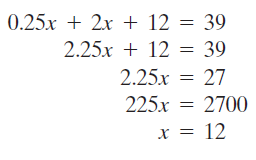 0.25x + 2x + 12 = 39
2.25x + 12 = 39
2.25x = 27
225x = 2700
x = 12